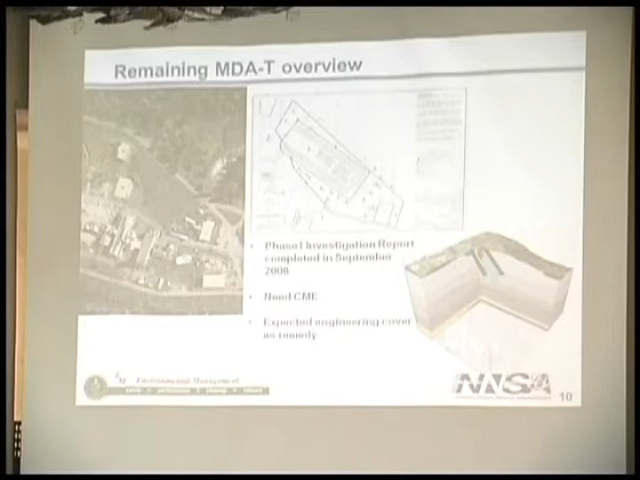 Remaining MDA-T overview
Phase I Investigation Report
completed in September
2006
Need CME
Expected engineering cover
as remedy
EM Environmental Management
NNSA
10